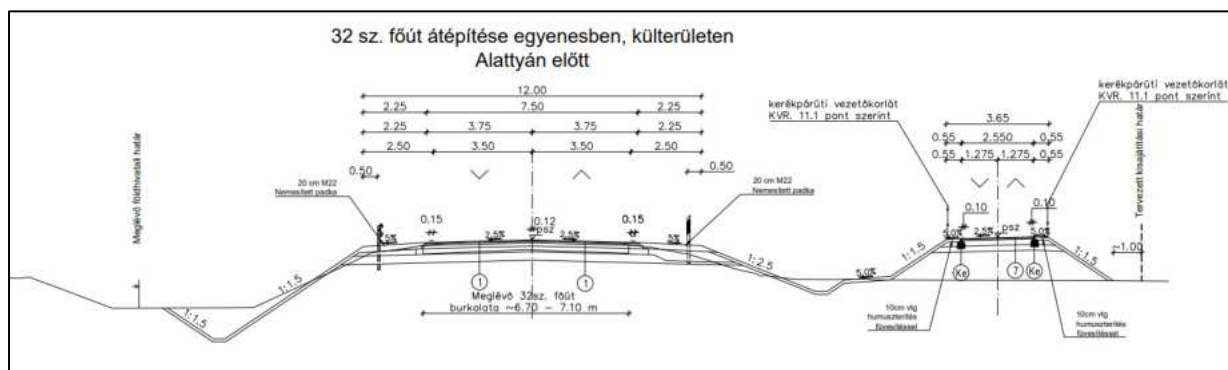 32 sz. főút átépítése egyenesben, külterületen
Alattyán előtt
12.00
2.25 7.50 2.25
2.25 3.75 3.75 2.25
2.50 3.50 3.50 2.50
0.50 0.50
20 cm M22
Nemesített padka
20 cm M22
Nemesített padka
Meglévő földhivatali határ
0.15 0.12 0.15
psz
5% 2,5% 2,5% 5%
1:1.5
1:1.5
1:2.5
1 1
Meglévő 32sz. főút
burkolata ~6.70 - 7.10 m
kerékpárúti vezetőkorlát
KVR. 11.1 pont szerint
kerékpárúti vezetőkorlát
KVR. 11.1 pont szerint
3.65
0.55 2.550 0.55
0.55 1.275 1.275 0.55
0.10 0.10
psz
5.0% 2,5% 5.0%
5.0%
1:1.5
1:1.5
~1.00
Ke 7 Ke
10cm vtg
humuszterítés
füvesítéssel
10cm vtg
humuszterítés
füvesítéssel
Tervezett kisajátítási határ